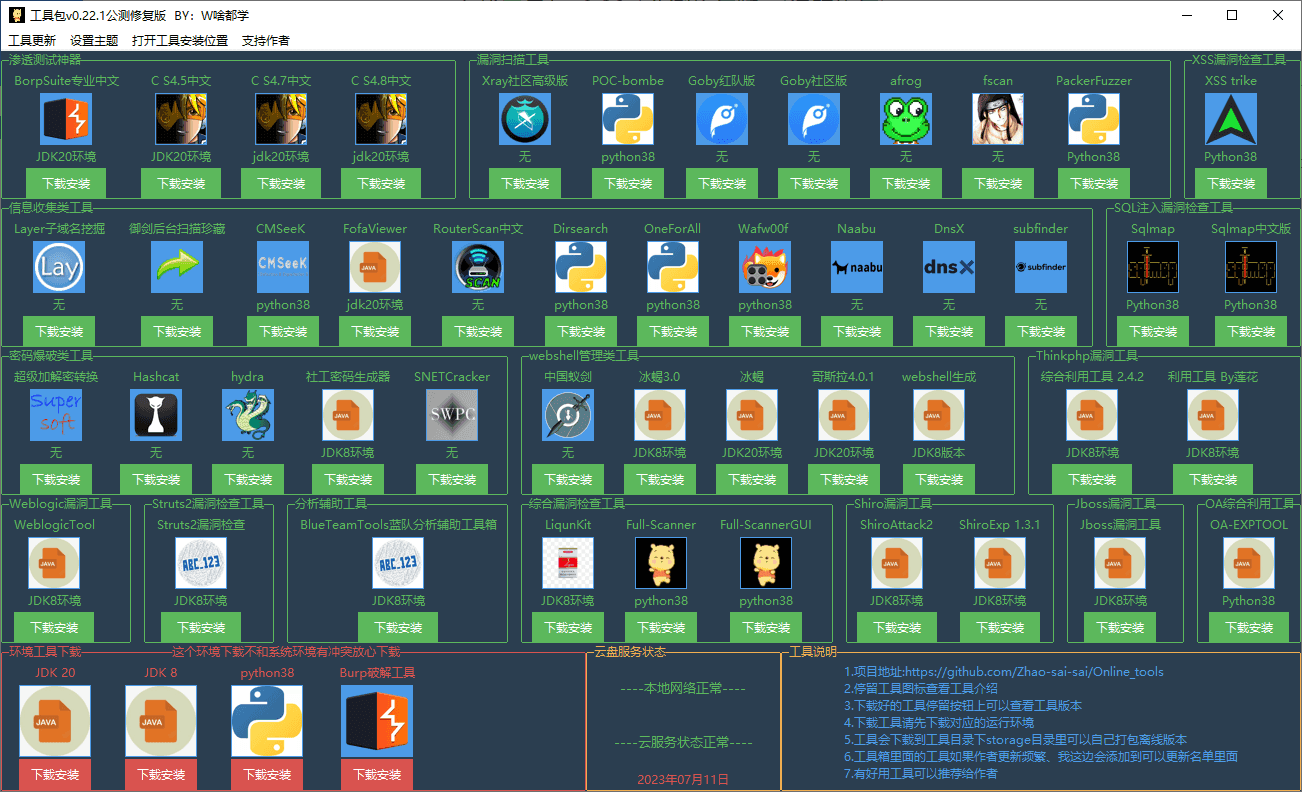 工具包v0.22.1公测修复版 BY：W啥都学
工具更新 设置主题 打开工具安装位置 支持作者
渗透测试神器 漏洞扫描工具 XSS漏洞检查工具
BorpSuite专业中文 C S4.5中文 C S4.7中文 C S4.8中文 Xray社区高级版 POC-bombe Goby红队版 Goby社区版 afrog fscan PackerFuzzer XSS trike
JDK20环境 JDK20环境 jdk20环境 jdk20环境 无 python38 无 无 无 无 Python38 Python38
下载安装 下载安装 下载安装 下载安装 下载安装 下载安装 下载安装 下载安装 下载安装 下载安装 下载安装 下载安装
信息收集类工具 SQL注入漏洞检查工具
Layer子域名挖掘 御剑后台扫描珍藏 CMSeeK FofaViewer RouterScan中文 Dirsearch OneForAll Wafw00f Naabu DnsX subfinder Sqlmap Sqlmap中文版
Lay CMSeeK JAVA SCAN naabu dnsX subfinder
无 无 python38 jdk20环境 无 python38 python38 python38 无 无 无 Python38 Python38
下载安装 下载安装 下载安装 下载安装 下载安装 下载安装 下载安装 下载安装 下载安装 下载安装 下载安装 下载安装 下载安装
密码爆破类工具 webshell管理类工具 Thinkphp漏洞工具
超级加解密转换 Hashcat hydra 社工密码生成器 SNETCracker 中国蚁剑 冰蝎3.0 冰蝎 哥斯拉4.0.1 webshell生成 综合利用工具 2.4.2 利用工具 By莲花
Super soft JAVA SWPC JAVA JAVA JAVA JAVA JAVA JAVA
无 无 无 JDK8环境 无 无 JDK8环境 JDK20环境 JDK20环境 JDK8版本 JDK8环境 JDK8环境
下载安装 下载安装 下载安装 下载安装 下载安装 下载安装 下载安装 下载安装 下载安装 下载安装 下载安装 下载安装
Weblogic漏洞工具 Struts2漏洞检查工具 分析辅助工具 综合漏洞检查工具 Shiro漏洞工具 Jboss漏洞工具 OA综合利用工具
WeblogicTool Struts2漏洞检查 BlueTeamTools蓝队分析辅助工具箱 LiqunKit Full-Scanner Full-ScannerGUI ShiroAttack2 ShiroExp 1.3.1 Jboss漏洞工具 OA-EXPTOOL
JAVA ABC_123 ABC_123 JAVA JAVA JAVA JAVA
JDK8环境 JDK8环境 JDK8环境 JDK8环境 python38 python38 JDK8环境 JDK8环境 JDK8环境 Python38
下载安装 下载安装 下载安装 下载安装 下载安装 下载安装 下载安装 下载安装 下载安装 下载安装
环境工具下载 这个环境下载不和系统环境有冲突放心下载 云盘服务状态 工具说明
JDK 20 JDK 8 python38 Burp破解工具
JAVA JAVA
下载安装 下载安装 下载安装 下载安装
----本地网络正常----
----云服务状态正常----
2023年07月11日
1.项目地址:https://github.com/Zhao-sai-sai/Online_tools
2.停留工具图标查看工具介绍
3.下载好的工具停留按钮上可以查看工具版本
4.下载工具请先下载对应的运行环境
5.工具会下载到工具目录下storage目录里可以自己打包离线版本
6.工具箱里面的工具如果作者更新频繁、我这边会添加到可以更新名单里面
7.有好用工具可以推荐给作者